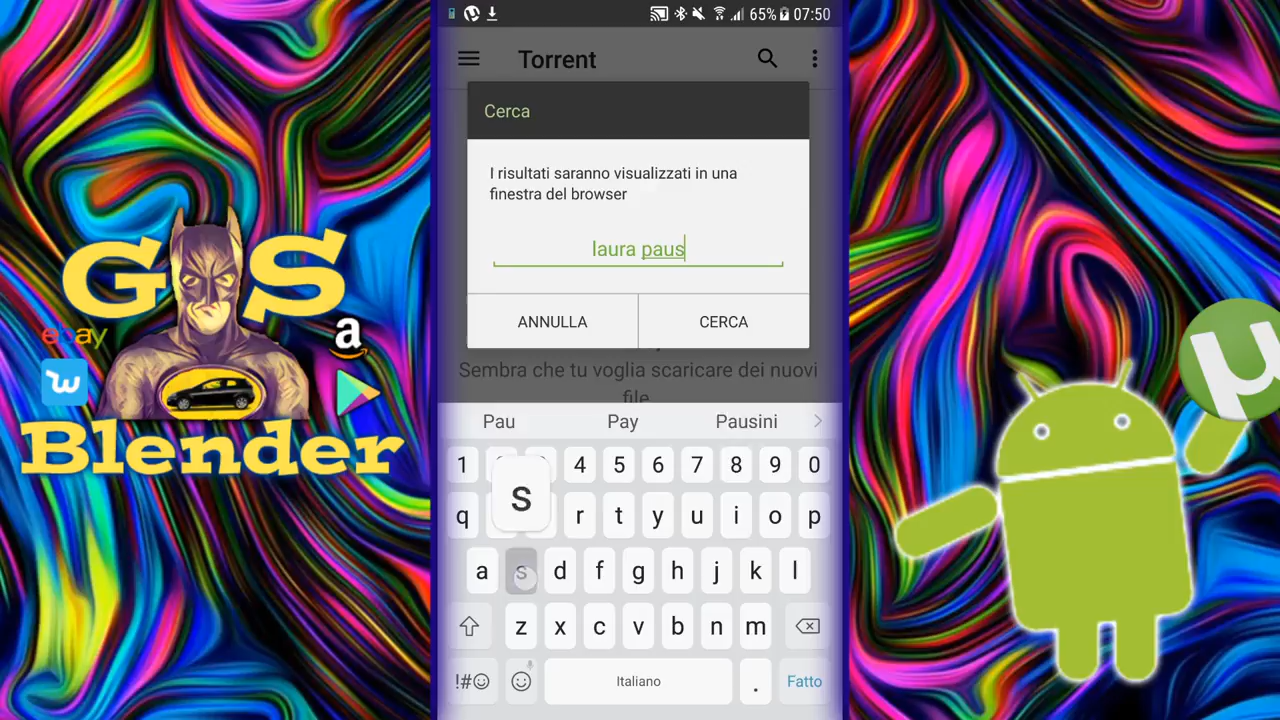 65% 07:50
Torrent
Cerca
I risultati saranno visualizzati in una
finestra del browser
laura paus
ANNULLA
CERCA
Sembra che tu voglia scaricare dei nuovi
file
Pau
Pay
Pausini
1 4 5 6 7 8 9 0
s
q r t y u i o p
a s d f g h j k l
z x c v b n m
!#☺
Italiano
.
Fatto
G S
ebay
a
w
Blender
µ